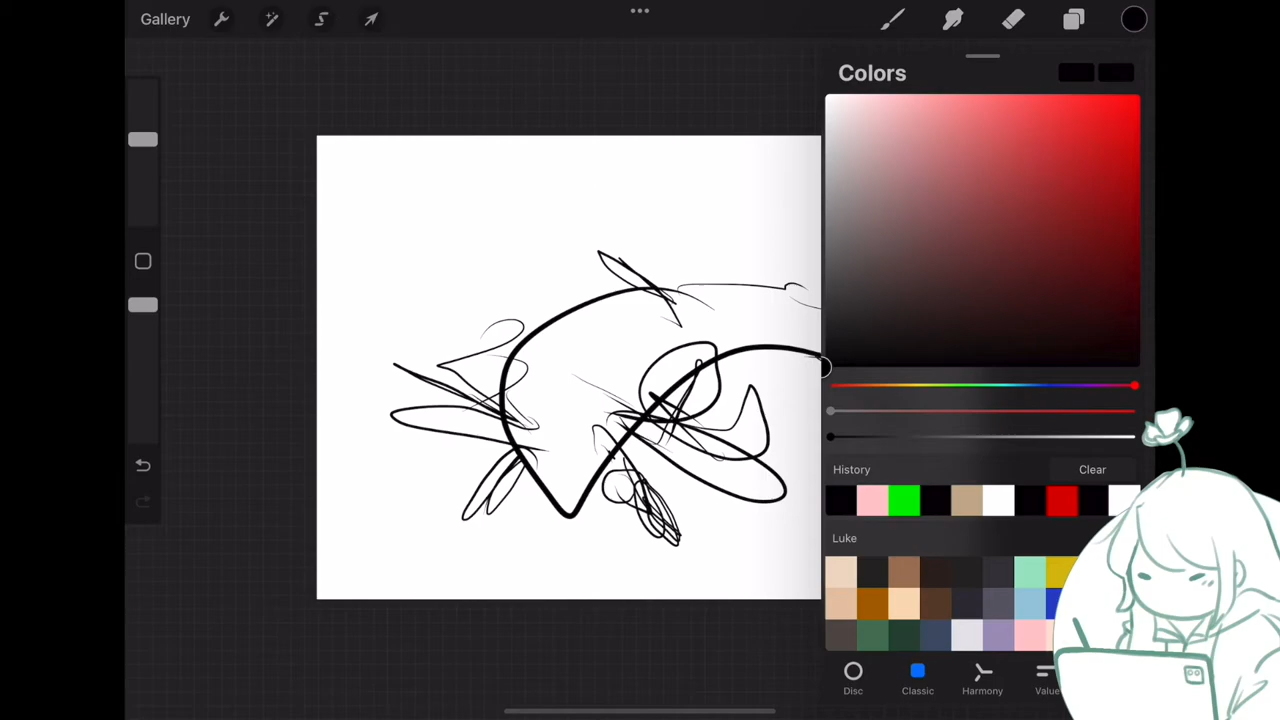 Gallery
Colors
History
Clear
Luke
Disc
Classic
Harmony
Value